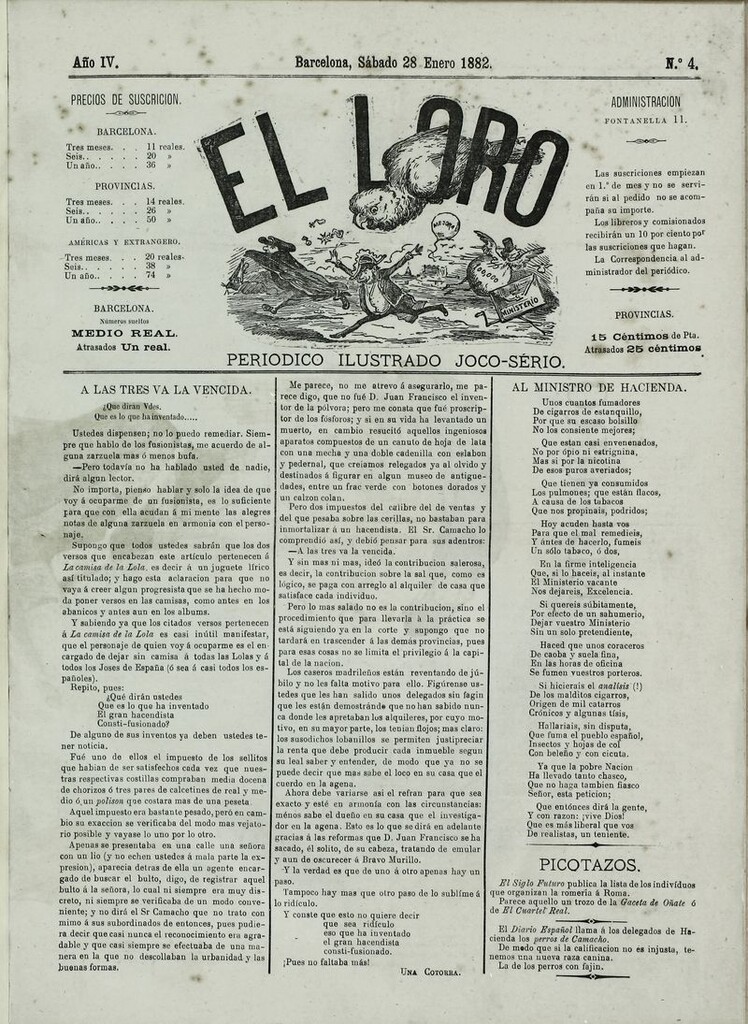 Año IV.
Barcelona, Sábado 28 Enero 1882.
N.º 4.
PRECIOS DE SUSCRICION.
BARCELONA.
Tres meses. . . 11 reales.
Seis. . . . . 20 »
Un año. . . . . 36 »
PROVINCIAS.
Tres meses. . . 14 reales.
Seis. . . . . 26 »
Un año. . . . . 50 »
AMÉRICAS Y EXTRANGERO.
Tres meses. . . 20 reales.
Seis. . . . . 38 »
Un año. . . . . 74 »
BARCELONA.
Números sueltos
MEDIO REAL.
Atrasados Un real.
EL LORO
MINISTERIO
PERIODICO ILUSTRADO JOCO-SÉRIO.
ADMINISTRACION
FONTANELLA 11.
Las suscriciones empiezan
en 1.º de mes y no se servi-
rán si al pedido no se acom-
paña su importe.
Los libreros y comisionados
recibirán un 10 por ciento por
las suscriciones que hagan.
La Correspondencia al ad-
ministrador del periódico.
PROVINCIAS.
15 Céntimos de Pta.
Atrasados 25 céntimos
A LAS TRES VA LA VENCIDA.
¿Que dirán Vdes.
Que es lo que ha inventado.....
Ustedes dispensen; no lo puedo remediar. Siem-
pre que hablo de los fusionistas, me acuerdo de al-
guna zarzuela mas ó menos bufa.
—Pero todavía no ha hablado usted de nadie,
dirá algun lector.
No importa, pienso hablar y solo la idea de que
voy á ocuparme de un fusionista, es lo suficiente
para que con ella acudan á mi mente las alegres
notas de alguna zarzuela en armonia con el perso-
naje.
Supongo que todos ustedes sabrán que los dos
versos que encabezan este artículo pertenecen á
La camisa de la Lola, es decir á un juguete lírico
así titulado; y hago esta aclaracion para que no
vaya á creer algun progresista que se ha hecho mo-
da poner versos en las camisas, como antes en los
abanicos y antes aun en los albums.
Y sabiendo ya que los citados versos pertenecen
á La camisa de la Lola es casi inútil manifestar,
que el personaje de quien voy á ocuparme es el en-
cargado de dejar sin camisa á todas las Lolas y á
todos los Joses de España (ó sea á casi todos los es-
pañoles).
Repito, pues:
¿Qué dirán ustedes
Que es lo que ha inventado
El gran hacendista
Consti-fusionado?
De alguno de sus inventos ya deben ustedes te-
ner noticia.
Fué uno de ellos el impuesto de los sellitos
que habian de ser satisfechos cada vez que nues-
tras respectivas costillas compraban media docena
de chorizos ó tres pares de calcetines de real y me-
dio ó un polison que costara mas de una peseta.
Aquel impuesto era bastante pesado, pero en cam-
bio su exaccion se verificaba del modo mas vejato-
rio posible y vayase lo uno por lo otro.
Apenas se presentaba en una calle una señora
con un lio (y no echen ustedes á mala parte la ex-
presion), aparecia detras de ella un agente encar-
gado de buscar el bulto, digo, de registrar aquel
bulto á la señora, lo cual ni siempre era muy dis-
creto, ni siempre se verificaba de un modo conve-
niente; y no dirá el Sr Camacho que no trato con
mimo á sus subordinados de entonces, pues pudie-
ra decir que casi nunca el reconocimiento era agra-
dable y que casi siempre se efectuaba de una ma-
nera en la que no descollaban la urbanidad y las
buenas formas.
Me parece, no me atrevo á asegurarlo, me pa-
rece digo, que no fué D. Juan Francisco el inven-
tor de la pólvora; pero me consta que fué proscrip-
tor de los fósforos; y si en su vida ha levantado un
muerto, en cambio resucitó aquellos ingeniosos
aparatos compuestos de un canuto de hoja de lata
con una mecha y una doble cadenilla con eslabon
y pedernal, que creiamos relegados ya al olvido y
destinados á figurar en algun museo de antigue-
dades, entre un frac verde con botones dorados y
un calzon colan.
Pero dos impuestos del calibre del de ventas y
del que pesaba sobre las cerillas, no bastaban para
inmortalizar á un hacendista. El Sr. Camacho lo
comprendió así, y debió pensar para sus adentros:
—A las tres va la vencida.
Y sin mas ni mas, ideó la contribucion salerosa,
es decir, la contribucion sobre la sal que, como es
lógico, se paga con arreglo al alquiler de casa que
satisface cada individuo.
Pero lo mas salado no es la contribucion, sino el
procedimiento que para llevarla à la práctica se
está siguiendo ya en la corte y supongo que no
tardará en trascender á las demás provincias, pues
para esas cosas no se limita el privilegio á la capi-
tal de la nacion.
Los caseros madrileños están reventando de jú-
bilo y no les falta motivo para ello. Figúrense us-
tedes que les han salido unos delegados sin fagin
que les están demostrándo que no han sabido nun-
ca donde les apretaban los alquileres, por cuyo mo-
tivo, en su mayor parte, los tenian flojos; mas claro:
los susodichos lobanillos se permiten justipreciar
la renta que debe producir cada inmueble segun
su leal saber y entender, de modo que ya no se
puede decir que mas sabe el loco en su casa que el
cuerdo en la agena.
Ahora debe variarse asi el refran para que sea
exacto y esté en armonía con las circunstancias:
ménos sabe el dueño en su casa que el investiga-
dor en la agena. Esto es lo que se dirá en adelante
gracias á las reformas que D. Juan Francisco se ha
sacado, él solito, de su cabeza, tratando de emular
y aun de oscurecer á Bravo Murillo.
Y la verdad es que de uno á otro apenas hay un
paso.
Tampoco hay mas que otro paso de lo sublime á
lo ridículo.
Y conste que esto no quiere decir
que sea ridículo
eso que ha inventado
el gran hacendista
consti-fusionado.
¡Pues no faltaba más!
UNA COTORRA.
AL MINISTRO DE HACIENDA.
Unos cuantos fumadores
De cigarros de estanquillo,
Por que su escaso bolsillo
No los consiente mejores;
Que estan casi envenenados,
No por ópio ni extrignina,
Mas si por la nicotina
De esos puros averiados;
Que tienen ya consumidos
Los pulmones; que están flacos,
A causa de los tabacos
Que nos propinais, podridos;
Hoy acuden hasta vos
Para que el mal remedieis,
Y ántes de hacerlo, fumeis
Un sólo tabaco, ó dos,
En la firme inteligencia
Que, si lo haceis, al instante
El Ministerio vacante
Nos dejareis, Excelencia.
Si quereis súbitamente,
Por efecto de un sahumerio,
Dejar vuestro Ministerio
Sin un solo pretendiente,
Haced que unos coraceros
De caoba y suela fina,
En las horas de oficina
Se fumen vuestros porteros.
Si hicierais el analísis (!)
De los malditos cigarros,
Origen de mil catarros
Crónicos y algunas tísis,
Hallariais, sin disputa,
Que fuma el pueblo español,
Insectos y hojas de col
Con beleño y con cicuta.
Ya que la pobre Nacion
Ha llevado tanto chasco,
Que no haga tambien fiasco
Señor, esta peticion;
Que entónces dirá la gente,
Y con razon: ¡vive Dios!
Que es más liberal que vos
De realistas, un teniente.
PICOTAZOS.
El Siglo Futuro publica la lista de los individuos
que organizan la romería á Roma.
Parece aquello un trozo de la Gaceta de Oñate ó
de El Cuartel Real.
El Diario Español llama á los delegados de Ha-
cienda los perros de Camacho.
De modo que si la calificacion no es injusta, te-
nemos una nueva raza canina.
La de los perros con fajin.